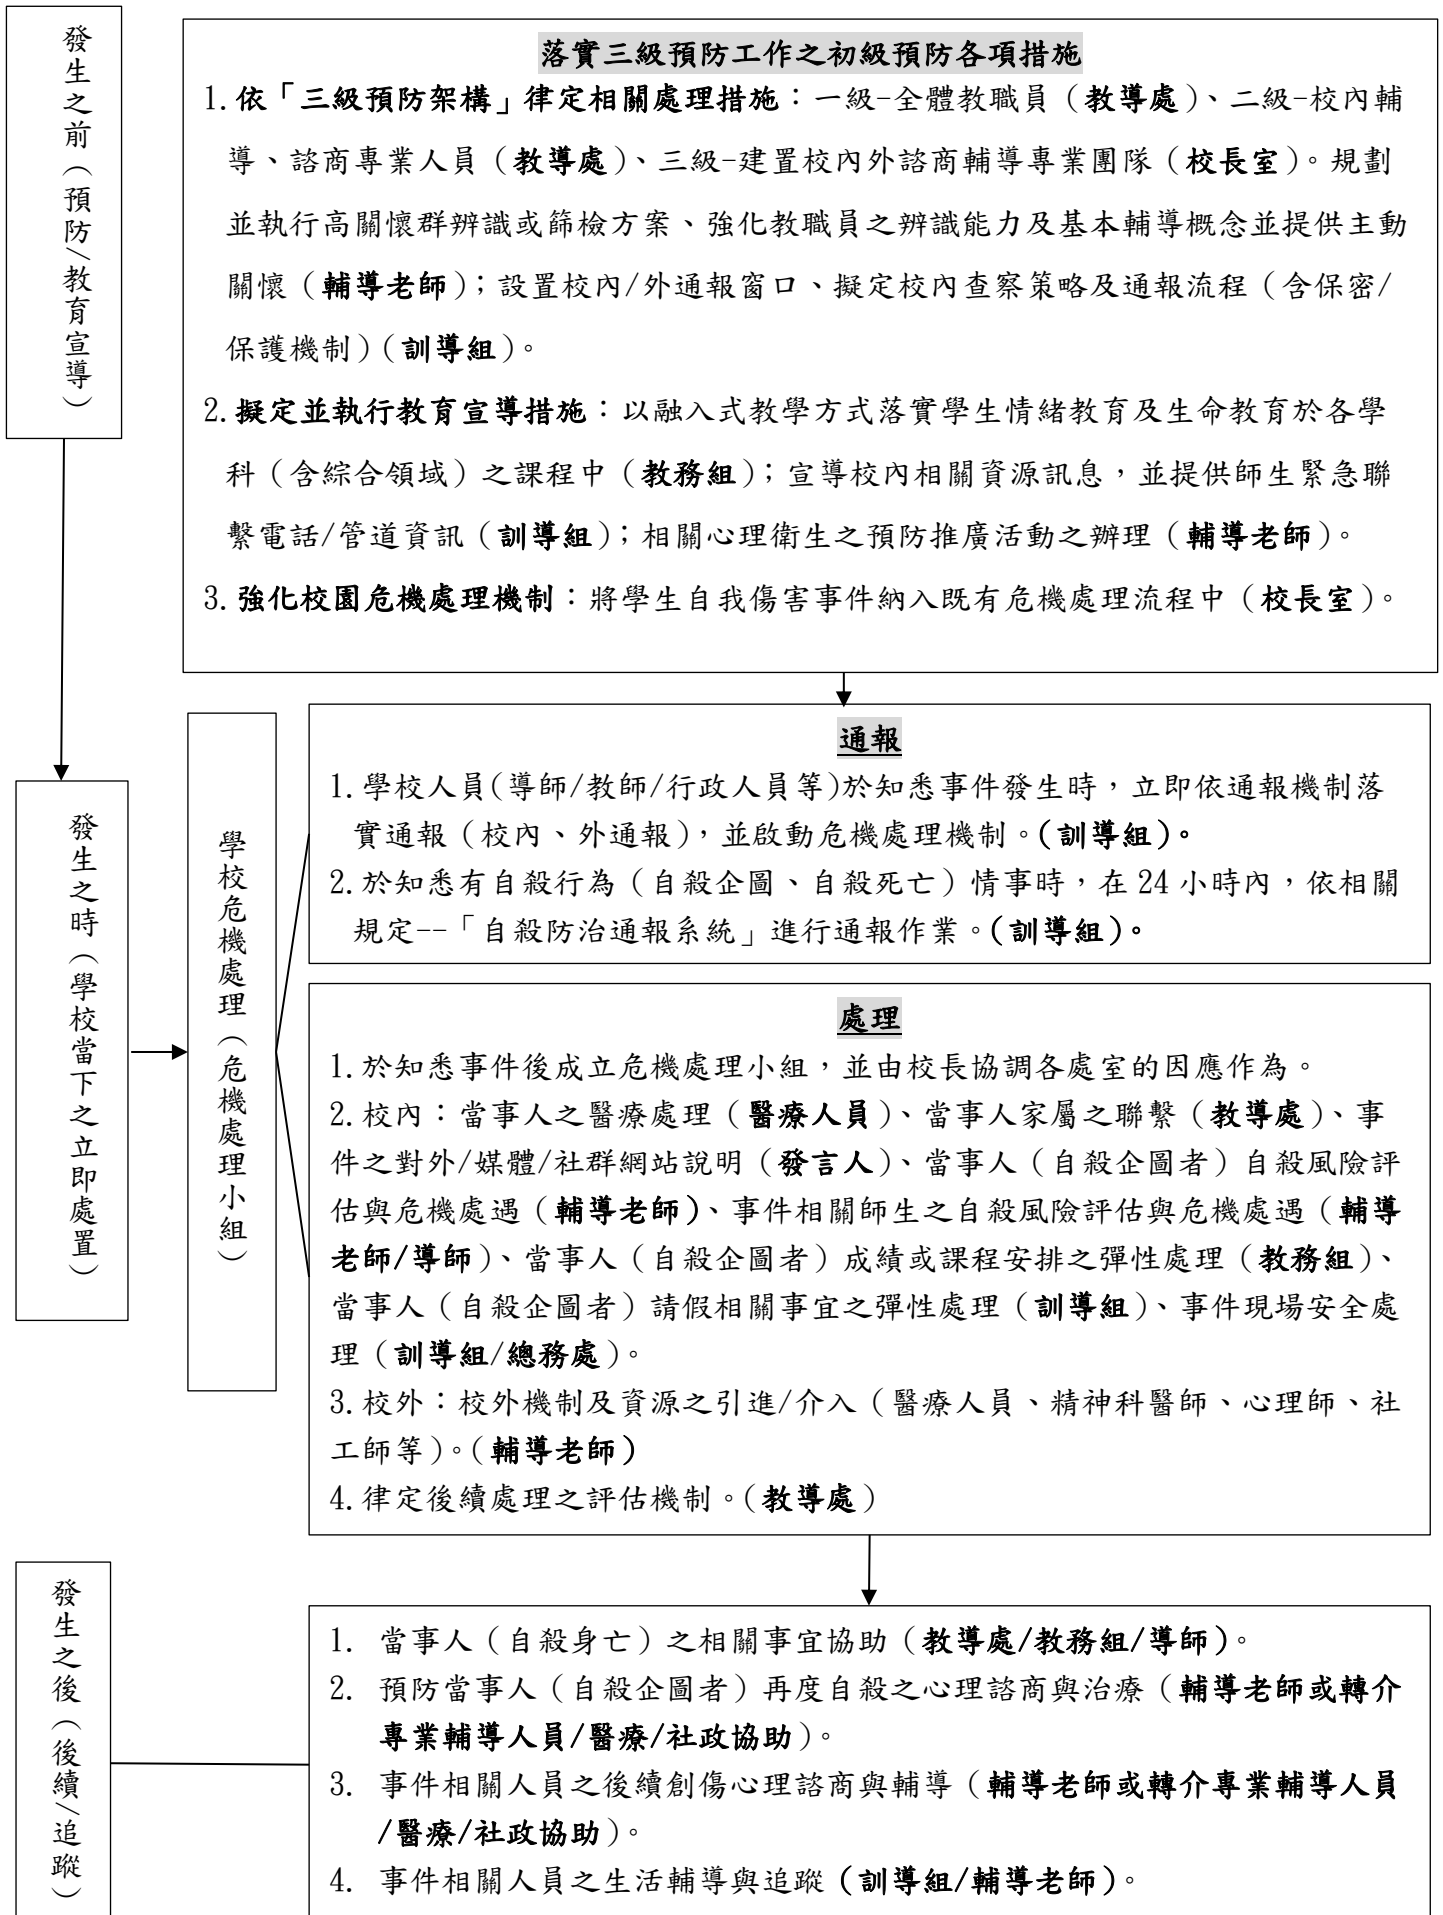 發生之前（預防/教育宣導）
落實三級預防工作之初級預防各項措施
1.依「三級預防架構」律定相關處理措施：一級-全體教職員（教導處）、二級-校內輔
導、諮商專業人員（教導處）、三級-建置校內外諮商輔導專業團隊（校長室）。規劃
並執行高關懷群辨識或篩檢方案、強化教職員之辨識能力及基本輔導概念並提供主動
關懷（輔導老師）；設置校內/外通報窗口、擬定校內查察策略及通報流程（含保密/
保護機制）（訓導組）。
2.擬定並執行教育宣導措施：以融入式教學方式落實學生情緒教育及生命教育於各學
科（含綜合領域）之課程中（教務組）；宣導校內相關資源訊息，並提供師生緊急聯
繫電話/管道資訊（訓導組）；相關心理衛生之預防推廣活動之辦理（輔導老師）。
3.強化校園危機處理機制：將學生自我傷害事件納入既有危機處理流程中（校長室）。
發生之時（學校當下之立即處置）
學校危機處理（危機處理小組）
通報
1.學校人員(導師/教師/行政人員等)於知悉事件發生時，立即依通報機制落
實通報（校內、外通報），並啟動危機處理機制。(訓導組)。
2.於知悉有自殺行為（自殺企圖、自殺死亡）情事時，在 24 小時內，依相關
規定--「自殺防治通報系統」進行通報作業。(訓導組)。
處理
1.於知悉事件後成立危機處理小組，並由校長協調各處室的因應作為。
2.校內：當事人之醫療處理（醫療人員）、當事人家屬之聯繫（教導處）、事
件之對外/媒體/社群網站說明（發言人）、當事人（自殺企圖者）自殺風險評
估與危機處遇（輔導老師)、事件相關師生之自殺風險評估與危機處遇（輔導
老師/導師）、當事人（自殺企圖者）成績或課程安排之彈性處理（教務組）、
當事人（自殺企圖者）請假相關事宜之彈性處理（訓導組）、事件現場安全處
理（訓導組/總務處）。
3.校外：校外機制及資源之引進/介入（醫療人員、精神科醫師、心理師、社
工師等）。（輔導老師）
4.律定後續處理之評估機制。（教導處）
發生之後（後續/追蹤）
1. 當事人（自殺身亡）之相關事宜協助（教導處/教務組/導師）。
2. 預防當事人（自殺企圖者）再度自殺之心理諮商與治療（輔導老師或轉介
專業輔導人員/醫療/社政協助）。
3. 事件相關人員之後續創傷心理諮商與輔導（輔導老師或轉介專業輔導人員
/醫療/社政協助）。
4. 事件相關人員之生活輔導與追蹤（訓導組/輔導老師）。